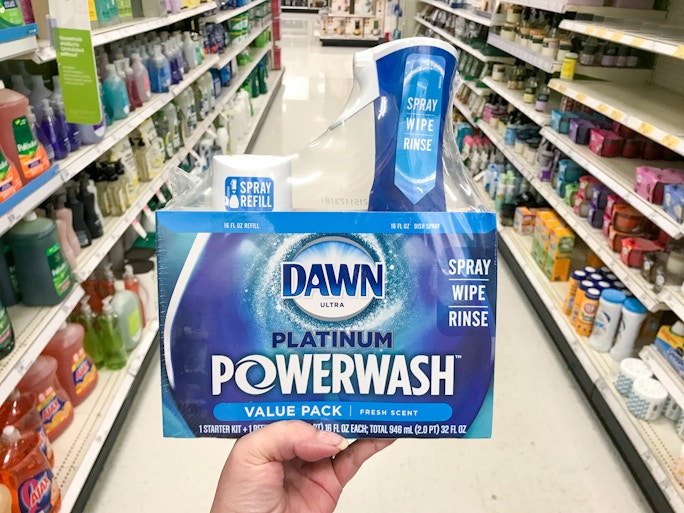 SPRAY
WIPE
RINSE
SPRAY
REFILL
16 FL OZ REFILL
16 FL OZ DISH SPRAY
DAWN
ULTRA
SPRAY
WIPE
RINSE
PLATINUM
POWERWASH™
VALUE PACK | FRESH SCENT
1 STARTER KIT + 1 16 FL OZ EACH; TOTAL 946 mL (2.0 PT) 32 FL OZ
AJAX